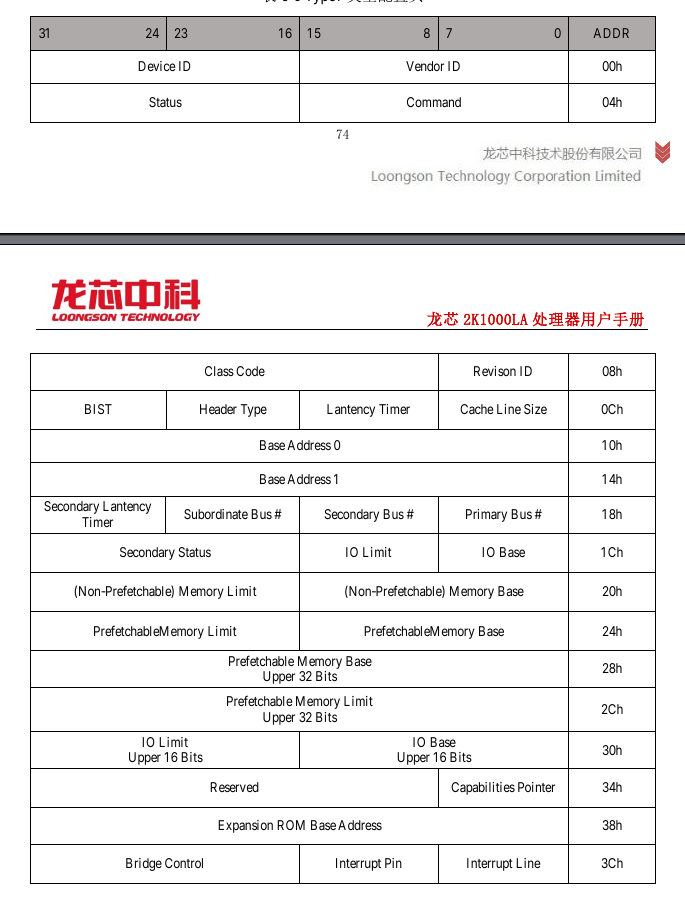 31 24 23 16 15 8 7 0 ADDR
Device ID Vendor ID 00h
Status Command 04h
74
龙芯中科技术股份有限公司
Loongson Technology Corporation Limited
龙芯中科
LOONGSON TECHNOLOGY
龙芯 2K1000LA 处理器用户手册
Class Code Revison ID 08h
BIST Header Type Lantency Timer Cache Line Size 0Ch
Base Address 0 10h
Base Address 1 14h
Secondary Lantency
Timer Subordinate Bus # Secondary Bus # Primary Bus # 18h
Secondary Status IO Limit IO Base 1Ch
(Non-Prefetchable) Memory Limit (Non-Prefetchable) Memory Base 20h
PrefetchableMemory Limit PrefetchableMemory Base 24h
Prefetchable Memory Base
Upper 32 Bits 28h
Prefetchable Memory Limit
Upper 32 Bits 2Ch
IO Limit IO Base
Upper 16 Bits Upper 16 Bits 30h
Reserved Capabilities Pointer 34h
Expansion ROM Base Address 38h
Bridge Control Interrupt Pin Interrupt Line 3Ch